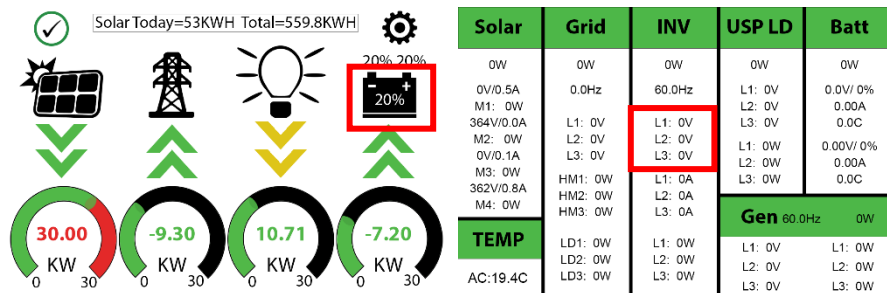 Solar Today=53KWH Total=559.8KWH
20% 20%
- +
20%
30.00
KW
0 30
-9.30
KW
0 30
10.71
KW
0 30
-7.20
KW
0 30
Solar
0W
0V/0.5A
M1: 0W
364V/0.0A
M2: 0W
0V/0.1A
M3: 0W
362V/0.8A
M4: 0W
TEMP
AC:19.4C
Grid
0W
0.0Hz
L1: 0V
L2: 0V
L3: 0V
HM1: 0W
HM2: 0W
HM3: 0W
LD1: 0W
LD2: 0W
LD3: 0W
INV
0W
60.0Hz
L1: 0V
L2: 0V
L3: 0V
L1: 0A
L2: 0A
L3: 0A
L1: 0W
L2: 0W
L3: 0W
USP LD
0W
L1: 0V
L2: 0V
L3: 0V
L1: 0W
L2: 0W
L3: 0W
Batt
0W
0.0V/ 0%
0.00A
0.0C
0.00V/ 0%
0.00A
0.0C
Gen 60.0Hz 0W
L1: 0V L1: 0W
L2: 0V L2: 0W
L3: 0V L3: 0W